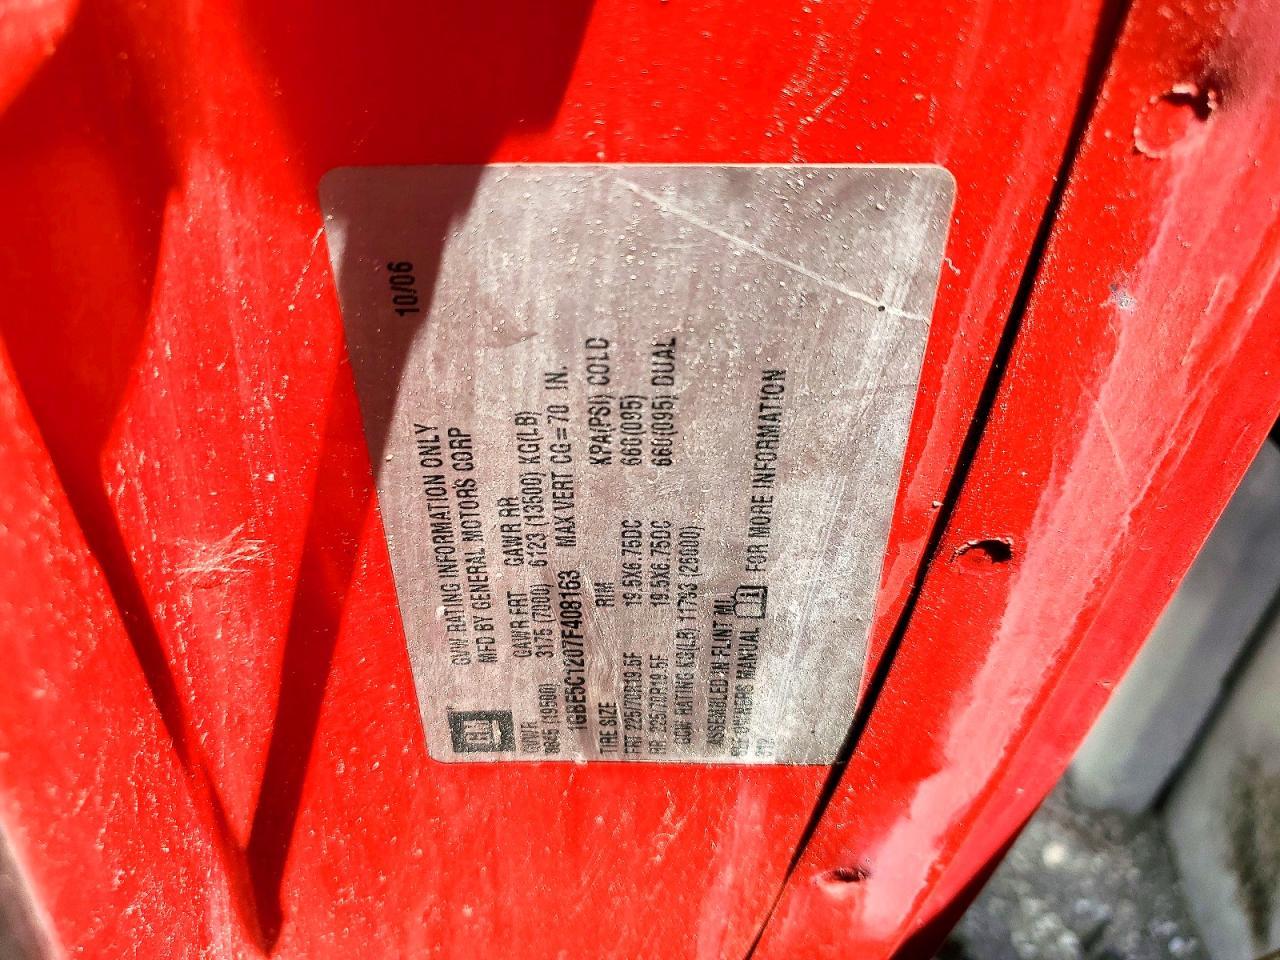 10/06
GVW RATING INFORMATION ONLY
MFD BY GENERAL MOTORS CORP
GVWR GAWR FRT GAWR RR
8845 (19500) 3175 (7000) 6123 (13500) KG(LB)
1GBE5C1207F408163 MAX VERT CG=70 IN.
TIRE SIZE RIM KPA(PSI) COLD
FRT 225/70R19.5F 19.5X6.75DC 660(095)
RR 225/70R19.5F 19.5X6.75DC 660(095) DUAL
GCW RATING KG(LB) 11793 (26000)
ASSEMBLED IN FLINT MI
OWNERS MANUAL FOR MORE INFORMATION